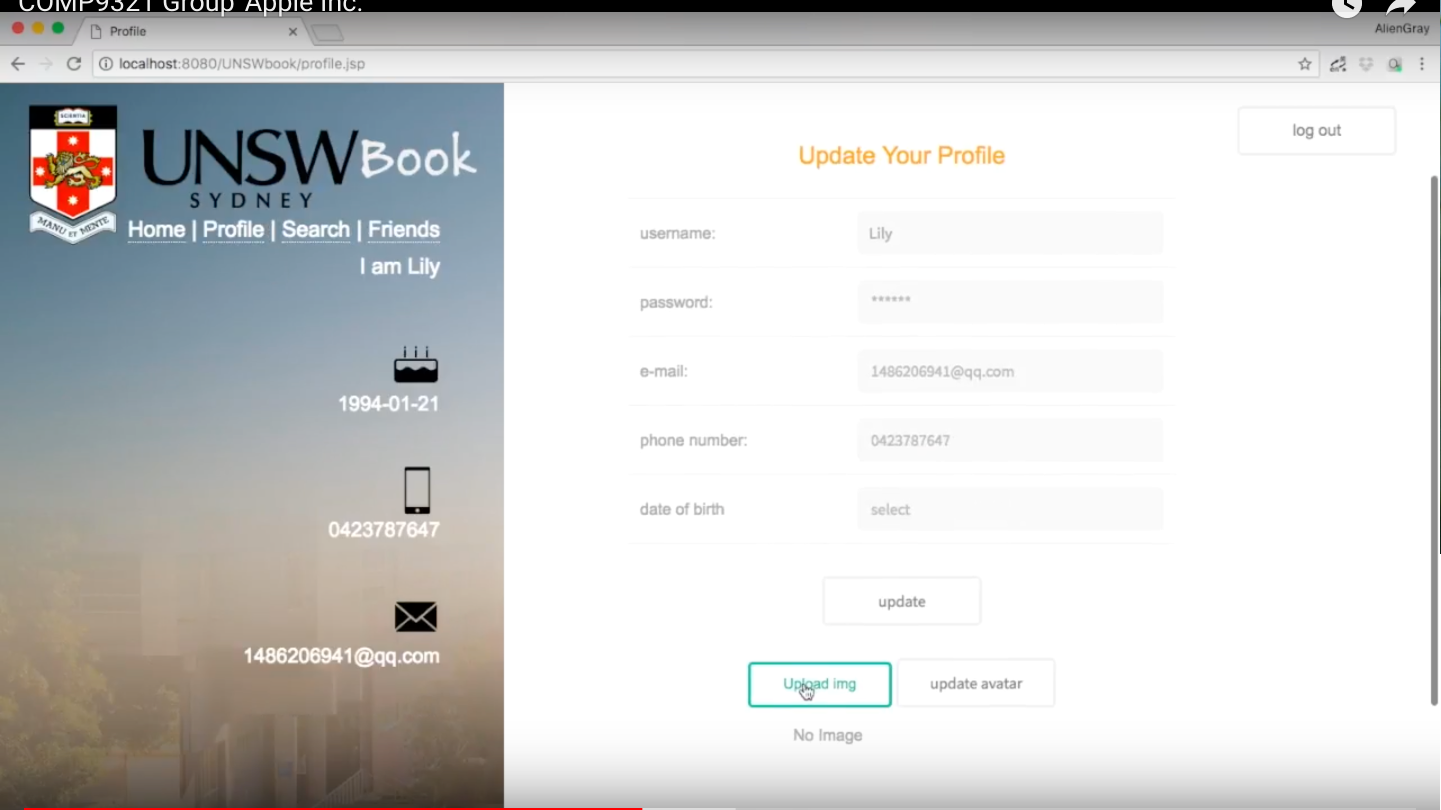 COMP9321 Group 'Apple Inc.'
Profile
AlienGray
localhost:8080/UNSWbook/profile.jsp
SCIENTIA
UNSW Book
SYDNEY
MANU ET MENTE
Home | Profile | Search | Friends
I am Lily
1994-01-21
0423787647
1486206941@qq.com
log out
Update Your Profile
username: Lily
password: ******
e-mail: 1486206941@qq.com
phone number: 0423787647
date of birth select
update
Upload img update avatar
No Image